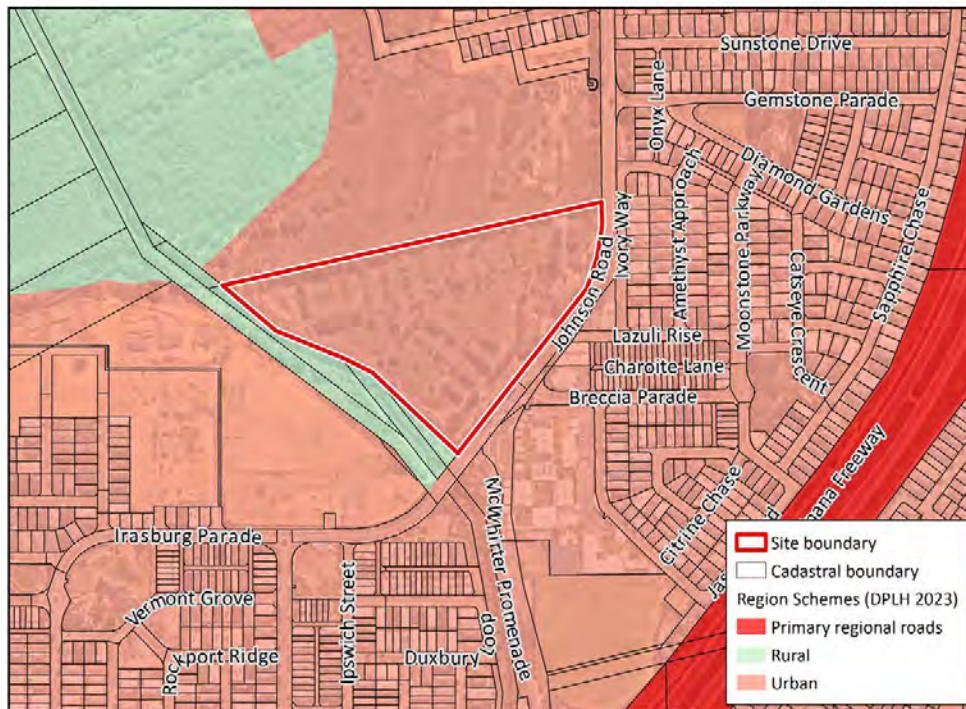 Sunstone Drive
Gemstone Parade
Onyx Lane
Diamond Gardens
Amethyst Approach
Moonstone Parkway
Sapphire Chase
Ivory Way
Johnson Road
Catseye Crescent
Lazuli Rise
Charoite Lane
Breccia Parade
Citrine Chase
McWhirter Promenade
Irasburg Parade
Vermont Grove
Ipswich Street
Duxbury Loop
Ridge
Freeway
Site boundary
Cadastral boundary
Region Schemes (DPLH 2023)
Primary regional roads
Rural
Urban